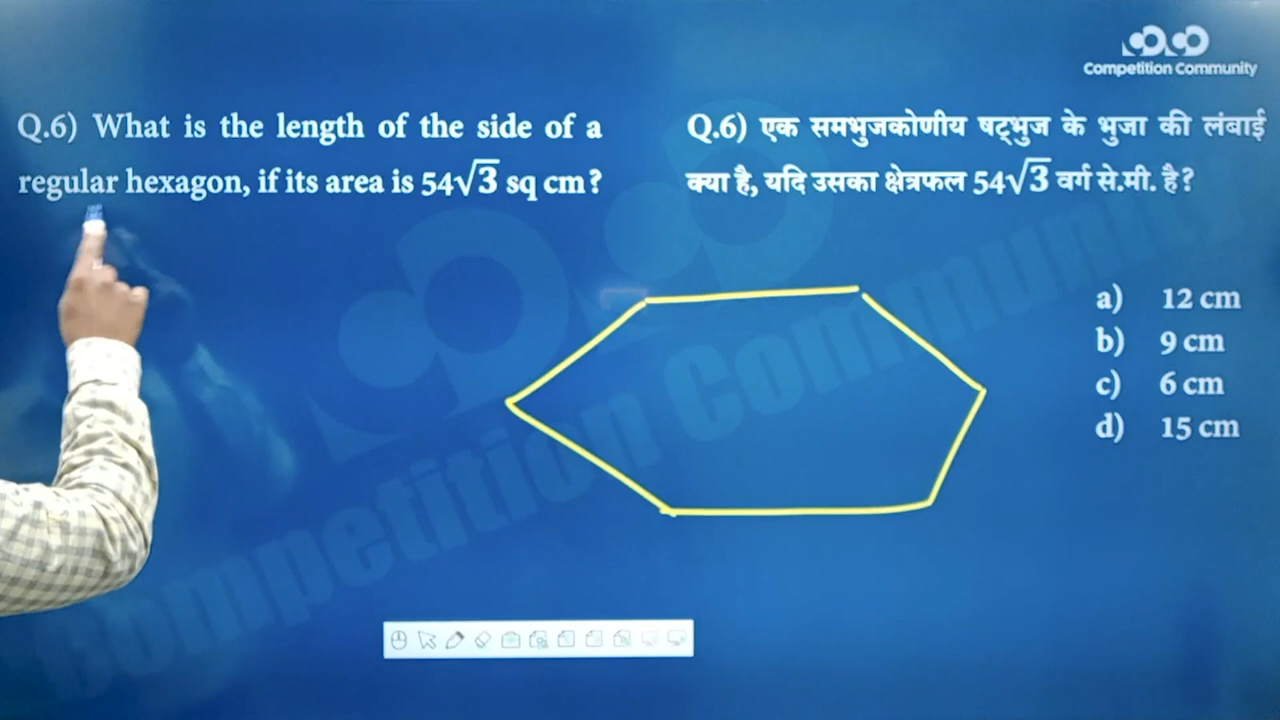 Competition Community
Q.6) What is the length of the side of a
regular hexagon, if its area is 54√3 sq cm?
Q.6) एक समभुजकोणीय षट्भुज के भुजा की लंबाई
क्या है, यदि उसका क्षेत्रफल 54√3 वर्ग से.मी. है?
a) 12 cm
b) 9 cm
c) 6 cm
d) 15 cm
Competition Community